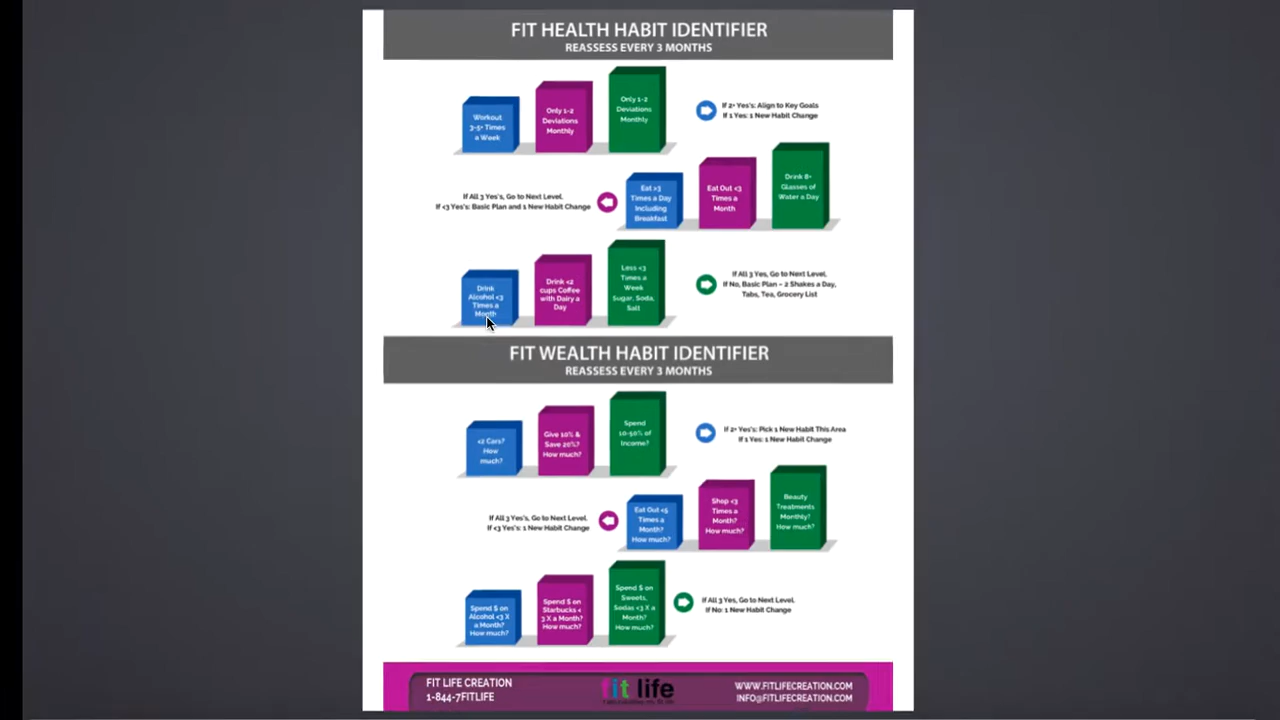 FIT HEALTH HABIT IDENTIFIER
REASSESS EVERY 3 MONTHS
Workout
3-5+ Times
a Week
Only 1-2
Deviations
Monthly
Only 1-2
Deviations
Monthly
If 2+ Yes's: Align to Key Goals
If 1 Yes: 1 New Habit Change
If All 3 Yes's, Go to Next Level.
If <3 Yes's: Basic Plan and 1 New Habit Change
Eat >3
Times a Day
Including
Breakfast
Eat Out <3
Times a
Month
Drink 8+
Glasses of
Water a Day
Drink
Alcohol <3
Times a
Month
Drink <2
cups Coffee
with Dairy a
Day
Less <3
Times a
Week
Sugar, Soda,
Salt
If All 3 Yes, Go to Next Level.
If No, Basic Plan – 2 Shakes a Day,
Tabs, Tea, Grocery List
FIT WEALTH HABIT IDENTIFIER
REASSESS EVERY 3 MONTHS
<2 Cars?
How
much?
Give 10% &
Save 20%?
How much?
Spend
10-50% of
Income?
If 2+ Yes's: Pick 1 New Habit This Area
If 1 Yes: 1 New Habit Change
If All 3 Yes's, Go to Next Level.
If <3 Yes's: 1 New Habit Change
Eat Out <5
Times a
Month?
How much?
Shop <3
Times a
Month?
How much?
Beauty
Treatments
Monthly?
How much?
Spend $ on
Alcohol <3 X
a Month?
How much?
Spend $ on
Starbucks <
3 X a Month?
How much?
Spend $ on
Sweets,
Sodas <3 X a
Month?
How much?
If All 3 Yes, Go to Next Level.
If No: 1 New Habit Change
FIT LIFE CREATION
1-844-7FITLIFE
fit life
WWW.FITLIFECREATION.COM
INFO@FITLIFECREATION.COM